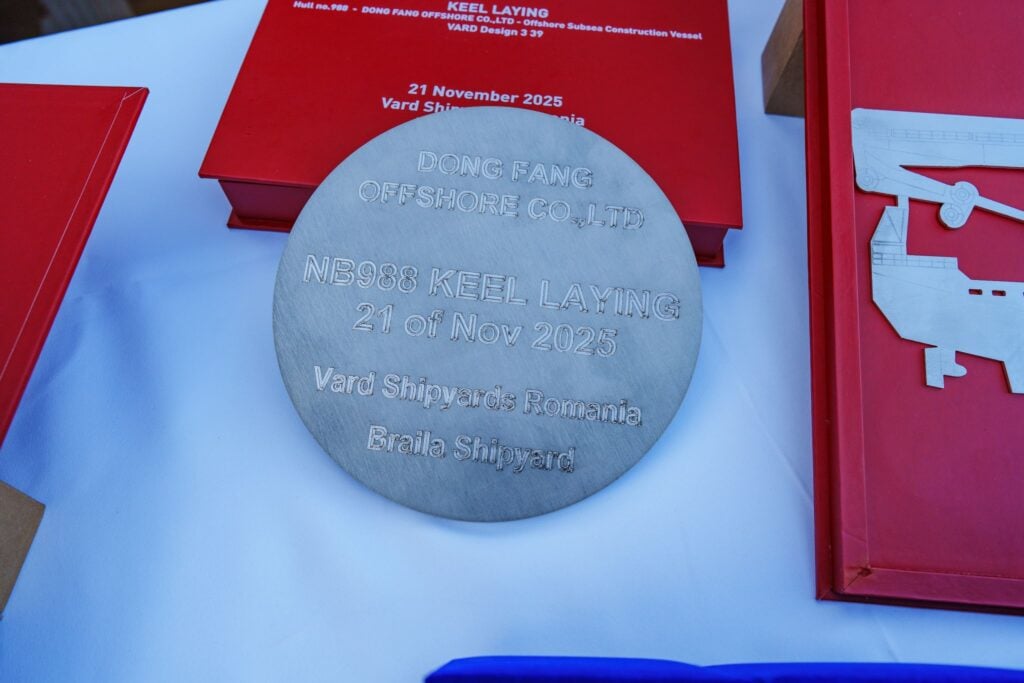 KEEL LAYING
Hull no.988 - DONG FANG OFFSHORE CO.,LTD - Offshore Subsea Construction Vessel
VARD Design 3 39
21 November 2025
Vard
DONG FANG
OFFSHORE CO.,LTD
NB988 KEEL LAYING
21 of Nov 2025
Vard Shipyards Romania
Braila Shipyard